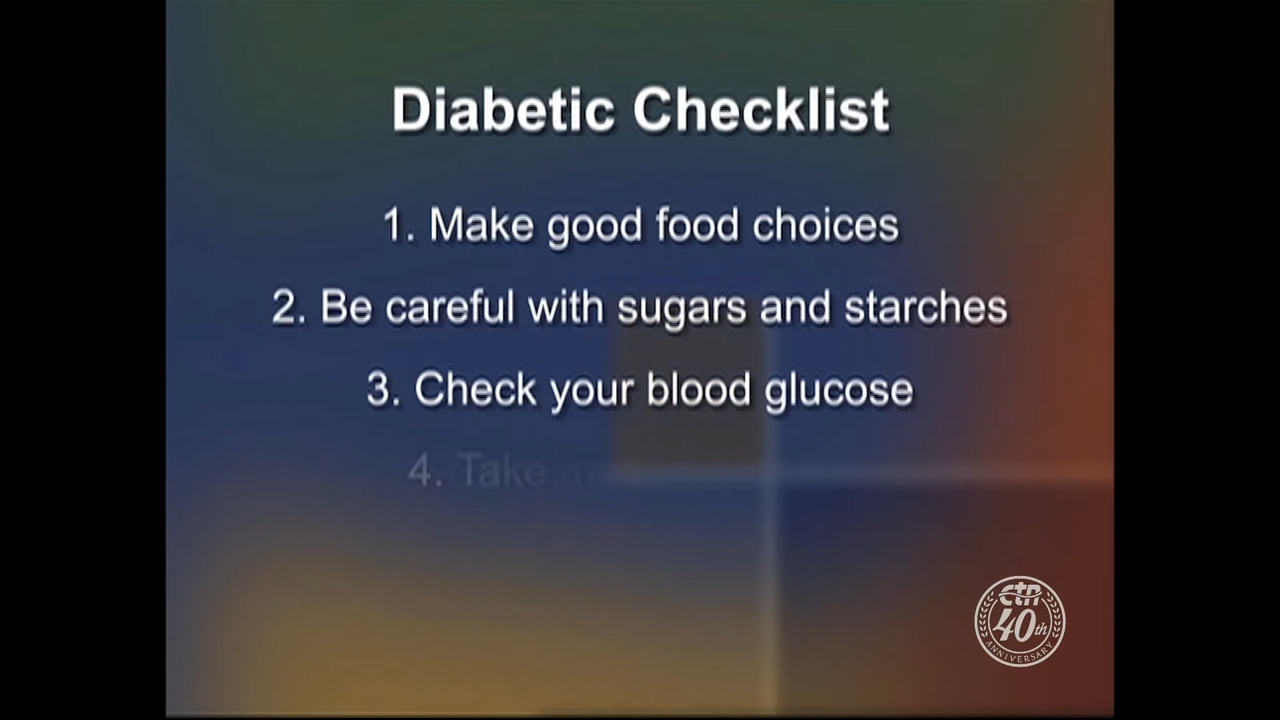 Diabetic Checklist
1. Make good food choices
2. Be careful with sugars and starches
3. Check your blood glucose
4. Take
ctn
40th
ANNIVERSARY